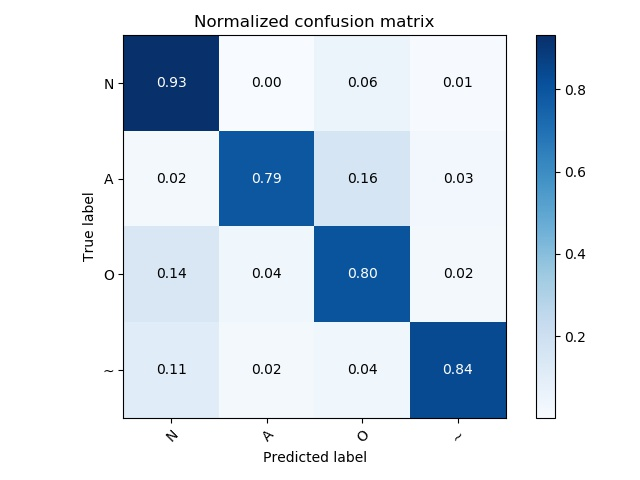 Normalized confusion matrix
True label
N 0.93 0.00 0.06 0.01
A 0.02 0.79 0.16 0.03
O 0.14 0.04 0.80 0.02
~ 0.11 0.02 0.04 0.84
N A O ~
Predicted label
0.8
0.6
0.4
0.2